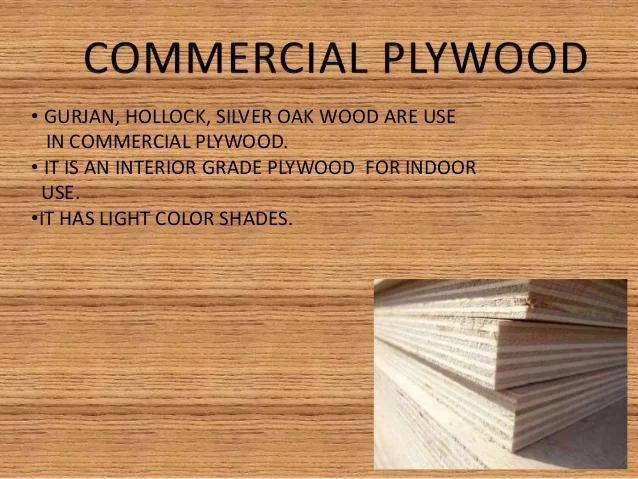 COMMERCIAL PLYWOOD
• GURJAN, HOLLOCK, SILVER OAK WOOD ARE USE
IN COMMERCIAL PLYWOOD.
• IT IS AN INTERIOR GRADE PLYWOOD FOR INDOOR
USE.
•IT HAS LIGHT COLOR SHADES.